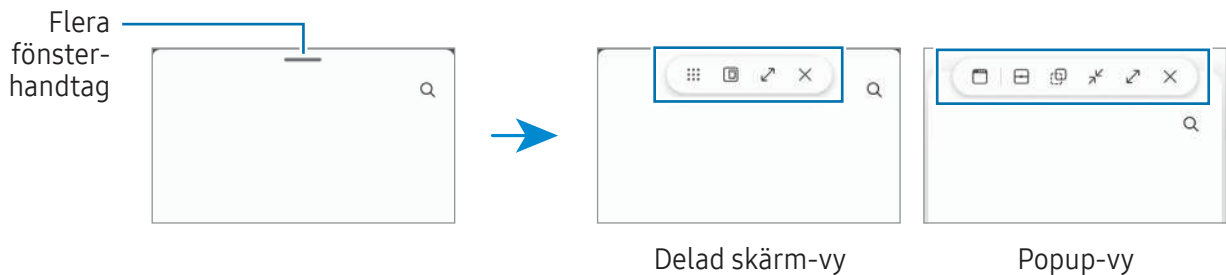 Flera
fönster-
handtag
Delad skärm-vy
Popup-vy